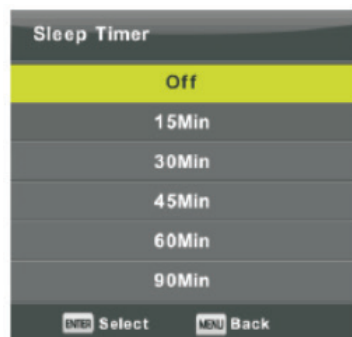 Sleep Timer
Off
15Min
30Min
45Min
60Min
90Min
ENTER Select MENU Back